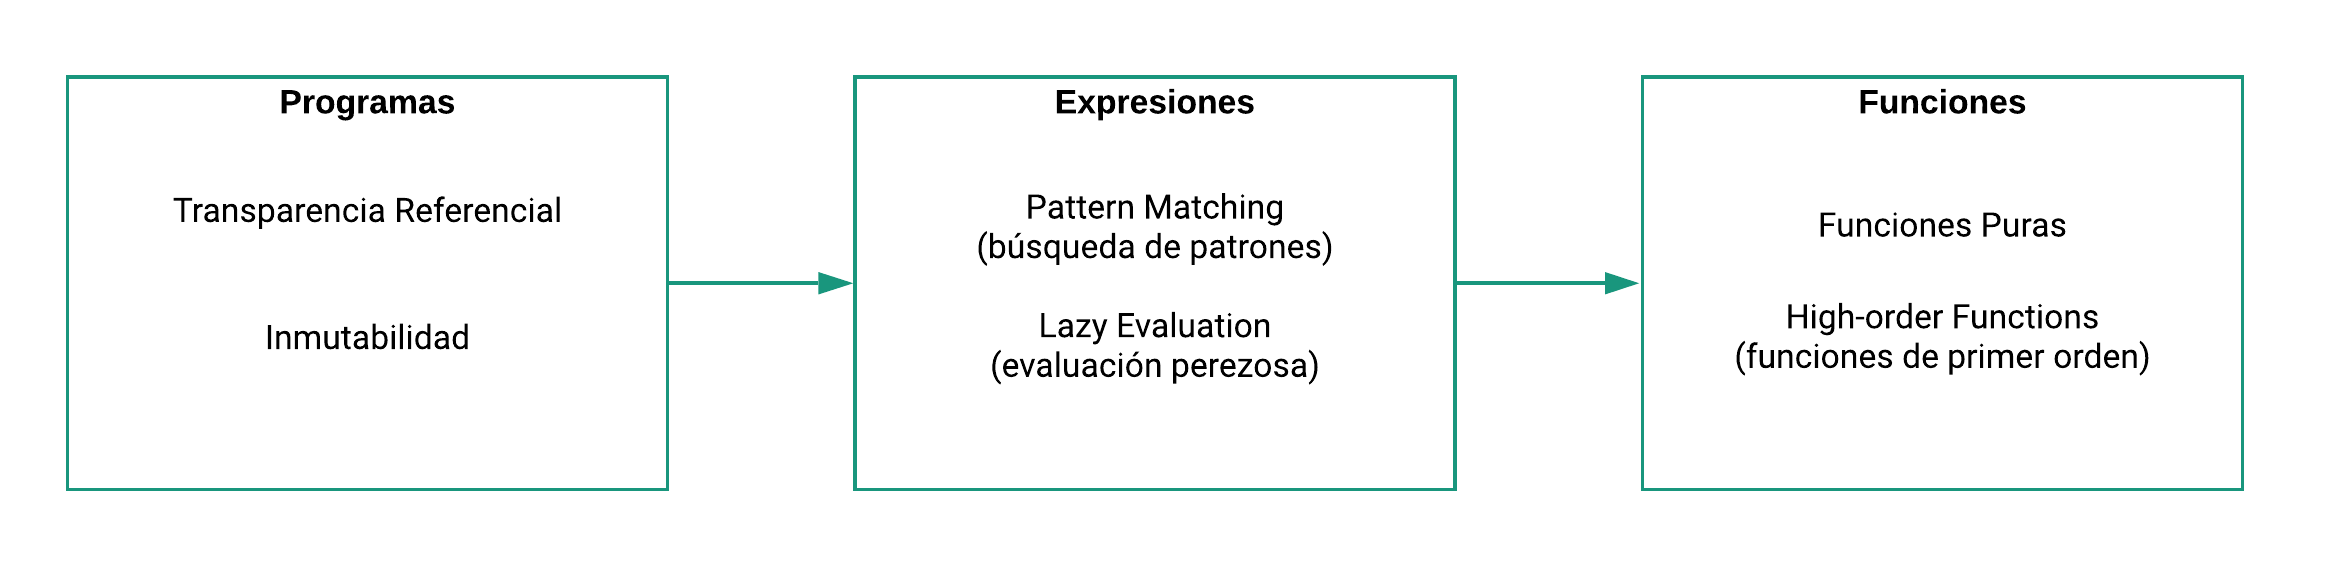 Programas
Transparencia Referencial
Inmutabilidad
Expresiones
Pattern Matching
(búsqueda de patrones)
Lazy Evaluation
(evaluación perezosa)
Funciones
Funciones Puras
High-order Functions
(funciones de primer orden)